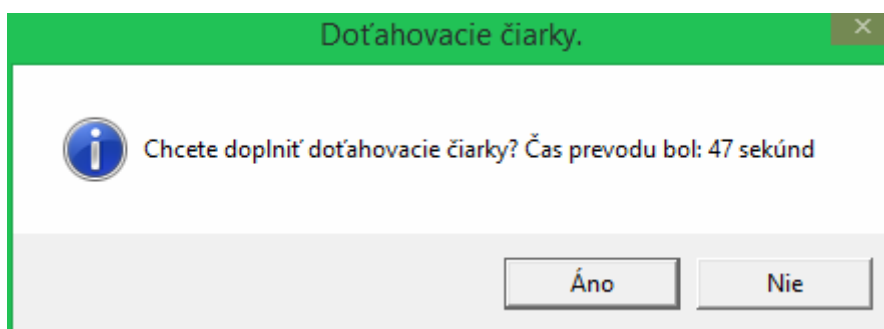 Doťahovacie čiarky.
Chcete doplniť doťahovacie čiarky? Čas prevodu bol: 47 sekúnd
Áno
Nie